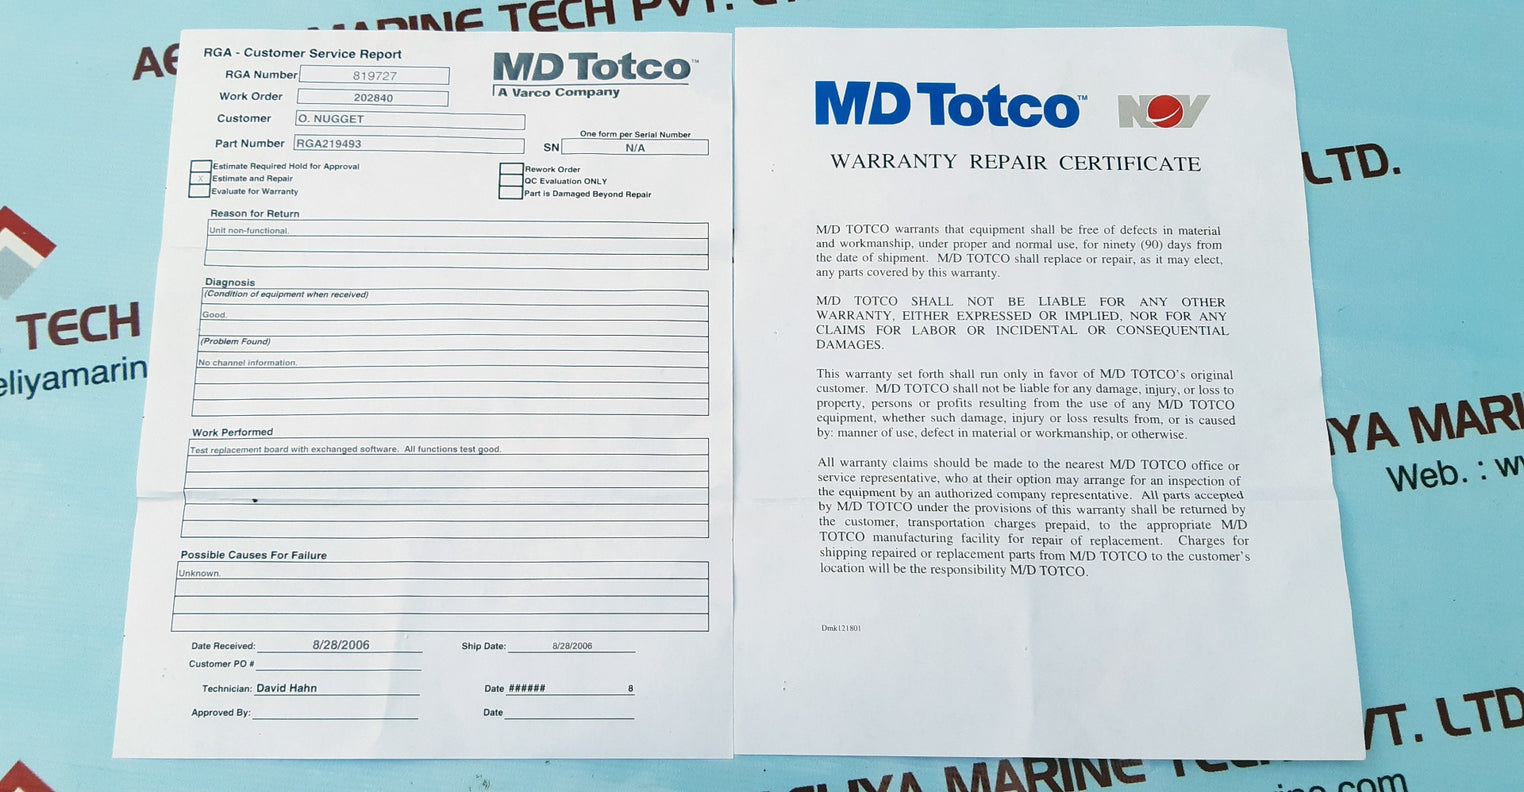 AE MARINE TECH PVT.
LTD.
TECH
eliyamarin
IYA MARI
Web. : w
VT. LTD
MARINE
.com
RGA - Customer Service Report
MD Totco™
A Varco Company
RGA Number 819727
Work Order 202840
Customer O. NUGGET
Part Number RGA219493
One form per Serial Number
SN N/A
Estimate Required Hold for Approval
X Estimate and Repair
Evaluate for Warranty
Rework Order
QC Evaluation ONLY
Part is Damaged Beyond Repair
Reason for Return
Unit non-functional.
Diagnosis
(Condition of equipment when received)
Good.
(Problem Found)
No channel information.
Work Performed
Test replacement board with exchanged software. All functions test good.
Possible Causes For Failure
Unknown.
Date Received: 8/28/2006 Ship Date: 8/28/2006
Customer PO #
Technician: David Hahn Date ###### 8
Approved By: Date
MD Totco™ NOV
WARRANTY REPAIR CERTIFICATE
M/D TOTCO warrants that equipment shall be free of defects in material
and workmanship, under proper and normal use, for ninety (90) days from
the date of shipment. M/D TOTCO shall replace or repair, as it may elect,
any parts covered by this warranty.
M/D TOTCO SHALL NOT BE LIABLE FOR ANY OTHER
WARRANTY, EITHER EXPRESSED OR IMPLIED, NOR FOR ANY
CLAIMS FOR LABOR OR INCIDENTAL OR CONSEQUENTIAL
DAMAGES.
This warranty set forth shall run only in favor of M/D TOTCO's original
customer. M/D TOTCO shall not be liable for any damage, injury, or loss to
property, persons or profits resulting from the use of any M/D TOTCO
equipment, whether such damage, injury or loss results from, or is caused
by: manner of use, defect in material or workmanship, or otherwise.
All warranty claims should be made to the nearest M/D TOTCO office or
service representative, who at their option may arrange for an inspection of
the equipment by an authorized company representative. All parts accepted
by M/D TOTCO under the provisions of this warranty shall be returned by
the customer, transportation charges prepaid, to the appropriate M/D
TOTCO manufacturing facility for repair of replacement. Charges for
shipping repaired or replacement parts from M/D TOTCO to the customer's
location will be the responsibility M/D TOTCO.
Dmk121801